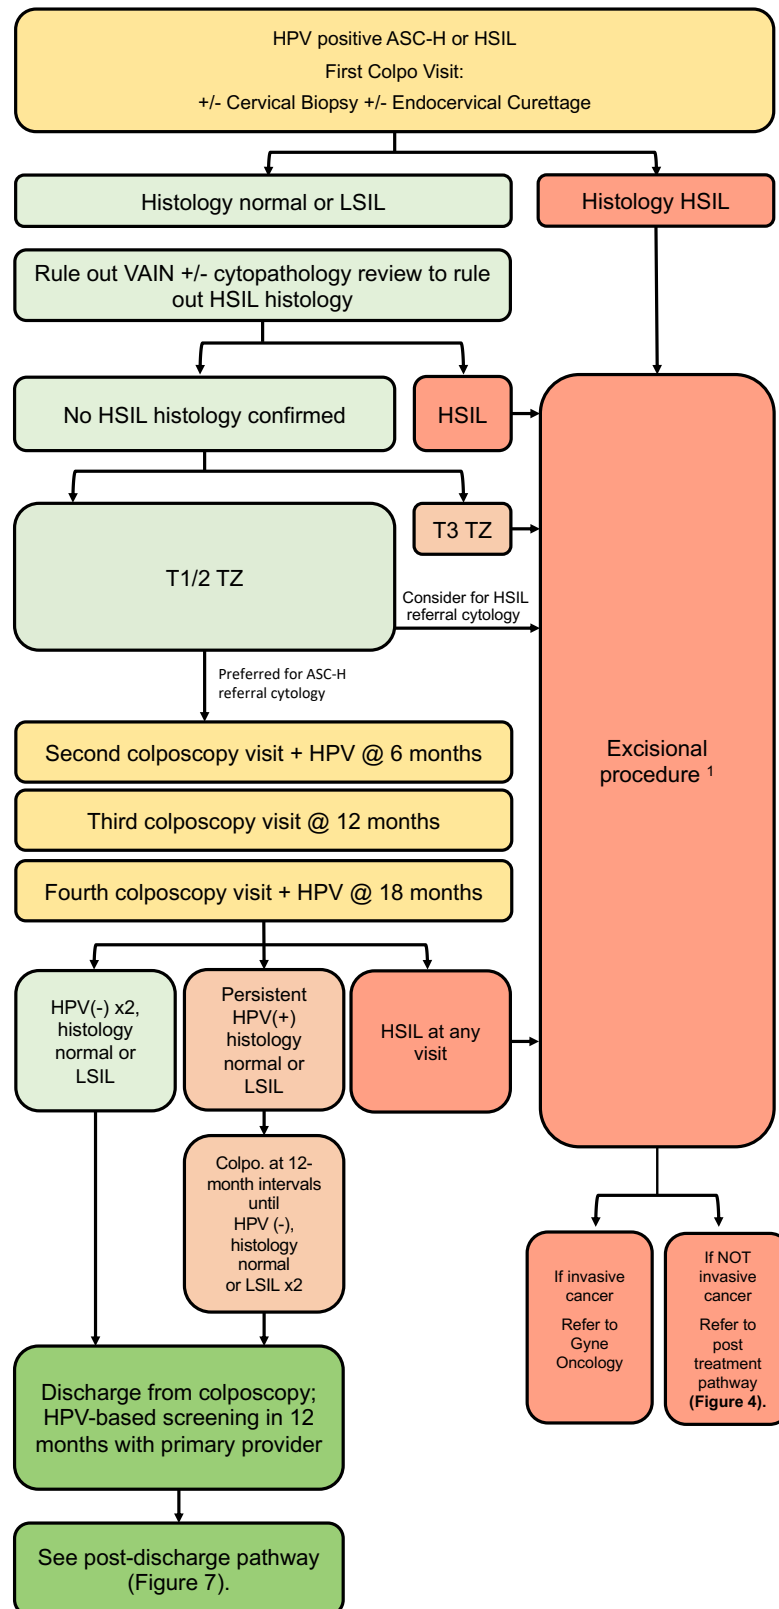 HPV positive ASC-H or HSIL
First Colpo Visit:
+/- Cervical Biopsy +/- Endocervical Curettage
Histology normal or LSIL
Histology HSIL
Rule out VAIN +/- cytopathology review to rule
out HSIL histology
No HSIL histology confirmed
HSIL
T1/2 TZ
T3 TZ
Consider for HSIL
referral cytology
Preferred for ASC-H
referral cytology
Excisional
procedure ¹
Second colposcopy visit + HPV @ 6 months
Third colposcopy visit @ 12 months
Fourth colposcopy visit + HPV @ 18 months
HPV(-) x2,
histology
normal or
LSIL
Persistent
HPV(+)
histology
normal or
LSIL
HSIL at any
visit
Colpo. at 12-
month intervals
until
HPV (-),
histology
normal
or LSIL x2
If invasive
cancer
Refer to
Gyne
Oncology
If NOT
invasive
cancer
Refer to
post
treatment
pathway
(Figure 4).
Discharge from colposcopy;
HPV-based screening in 12
months with primary provider
See post-discharge pathway
(Figure 7).